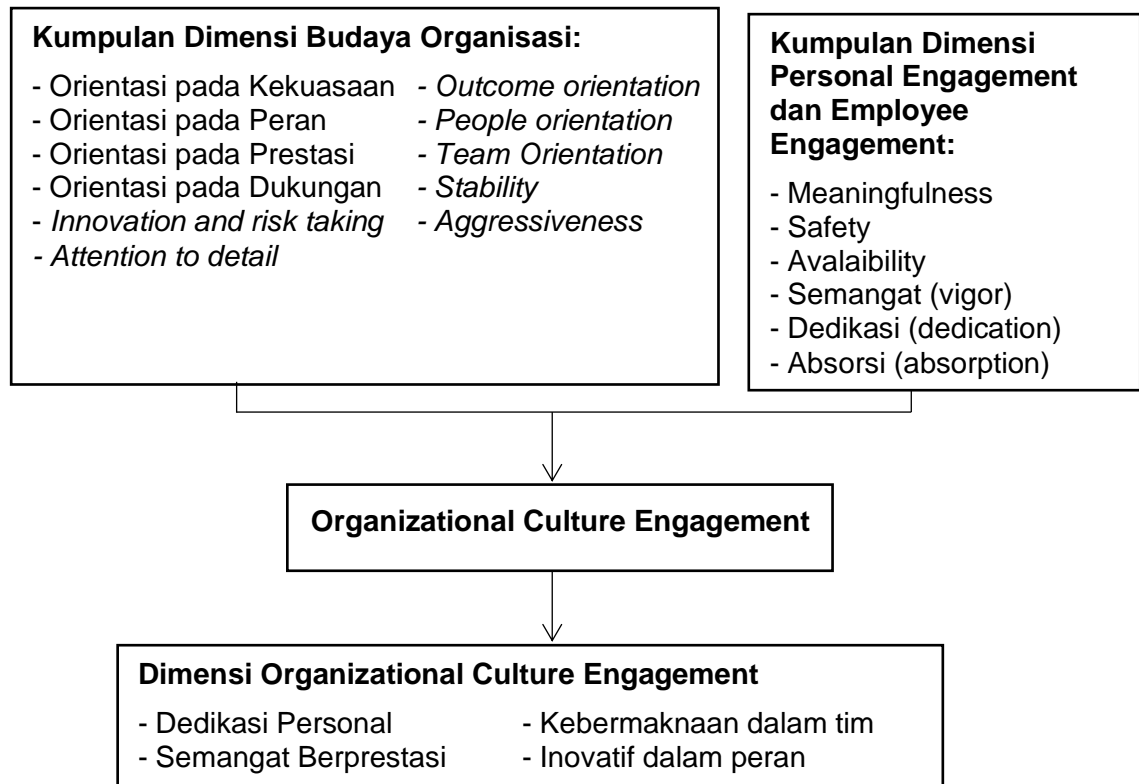 Kumpulan Dimensi Budaya Organisasi:
- Orientasi pada Kekuasaan
- Orientasi pada Peran
- Orientasi pada Prestasi
- Orientasi pada Dukungan
- Innovation and risk taking
- Attention to detail
- Outcome orientation
- People orientation
- Team Orientation
- Stability
- Aggressiveness
Kumpulan Dimensi
Personal Engagement
dan Employee
Engagement:
- Meaningfulness
- Safety
- Avalaibility
- Semangat (vigor)
- Dedikasi (dedication)
- Absorsi (absorption)
Organizational Culture Engagement
Dimensi Organizational Culture Engagement
- Dedikasi Personal
- Semangat Berprestasi
- Kebermaknaan dalam tim
- Inovatif dalam peran